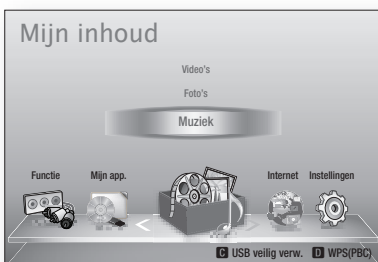 Mijn inhoud
Video's
Foto's
Muziek
Functie Mijn app. Internet Instellingen
C USB veilig verw. D WPS(PBC)